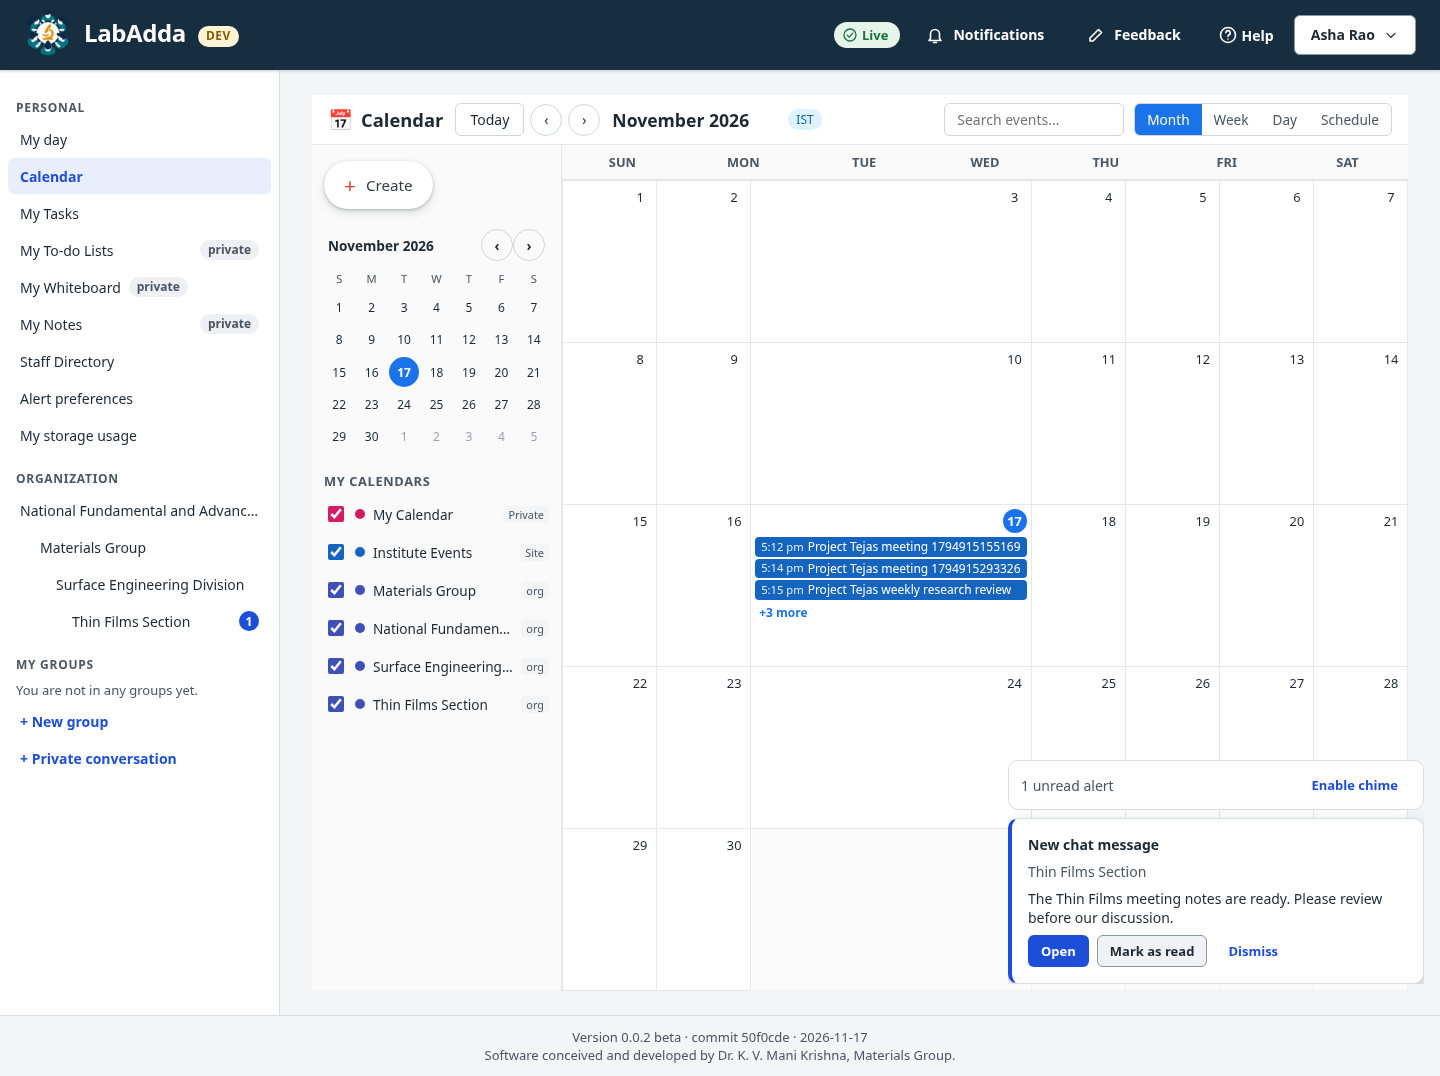 LabAdda DEV
Live
Notifications
Feedback
Help
Asha Rao
PERSONAL
My day
Calendar
My Tasks
My To-do Lists private
My Whiteboard private
My Notes private
Staff Directory
Alert preferences
My storage usage
ORGANIZATION
National Fundamental and Advanc...
Materials Group
Surface Engineering Division
Thin Films Section 1
MY GROUPS
You are not in any groups yet.
+ New group
+ Private conversation
Calendar
Today
‹
›
November 2026
IST
Search events...
Month Week Day Schedule
+ Create
November 2026 ‹ ›
S M T W T F S
1 2 3 4 5 6 7
8 9 10 11 12 13 14
15 16 17 18 19 20 21
22 23 24 25 26 27 28
29 30 1 2 3 4 5
MY CALENDARS
My Calendar Private
Institute Events Site
Materials Group org
National Fundamen... org
Surface Engineering... org
Thin Films Section org
SUN MON TUE WED THU FRI SAT
1 2 3 4 5 6 7
8 9 10 11 12 13 14
15 16 17 18 19 20 21
5:12 pm Project Tejas meeting 1794915155169
5:14 pm Project Tejas meeting 1794915293326
5:15 pm Project Tejas weekly research review
+3 more
22 23 24 25 26 27 28
29 30
1 unread alert Enable chime
New chat message
Thin Films Section
The Thin Films meeting notes are ready. Please review
before our discussion.
Open Mark as read Dismiss
Version 0.0.2 beta · commit 50f0cde · 2026-11-17
Software conceived and developed by Dr. K. V. Mani Krishna, Materials Group.